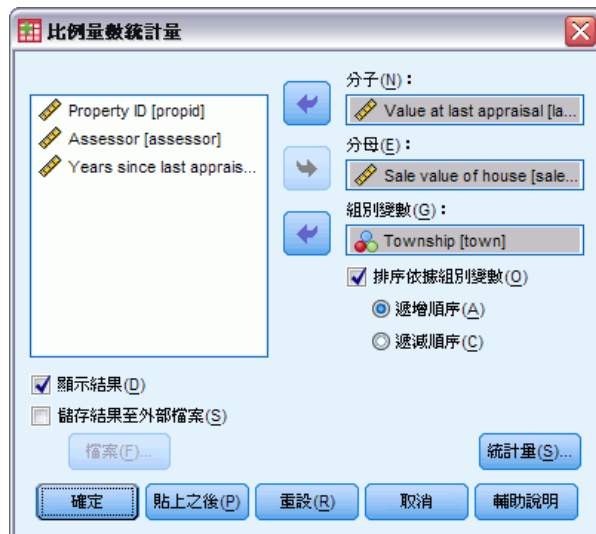 比例量數統計量
Property ID [propid]
Assessor [assessor]
Years since last apprais...
分子(N)：
Value at last appraisal [la...
分母(E)：
Sale value of house [sale...
組別變數(G)：
Township [town]
排序依據組別變數(O)
遞增順序(A)
遞減順序(C)
顯示結果(D)
儲存結果至外部檔案(S)
檔案(F)...
統計量(S)...
確定
貼上之後(P)
重設(R)
取消
輔助說明